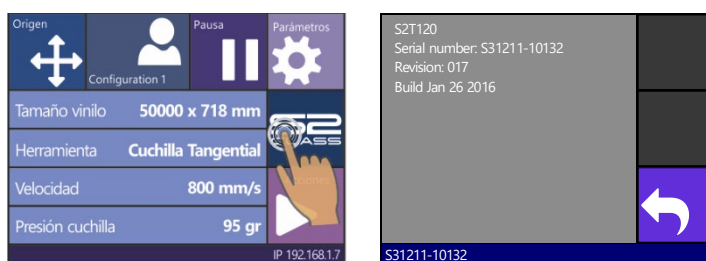 Origen
Configuration 1
Pausa
Parámetros
Tamaño vinilo 50000 x 718 mm
Herramienta Cuchilla Tangential
Velocidad 800 mm/s
Presión cuchilla 95 gr
IP 192.168.1.7
S2T120
Serial number: S31211-10132
Revision: 017
Build Jan 26 2016
S31211-10132